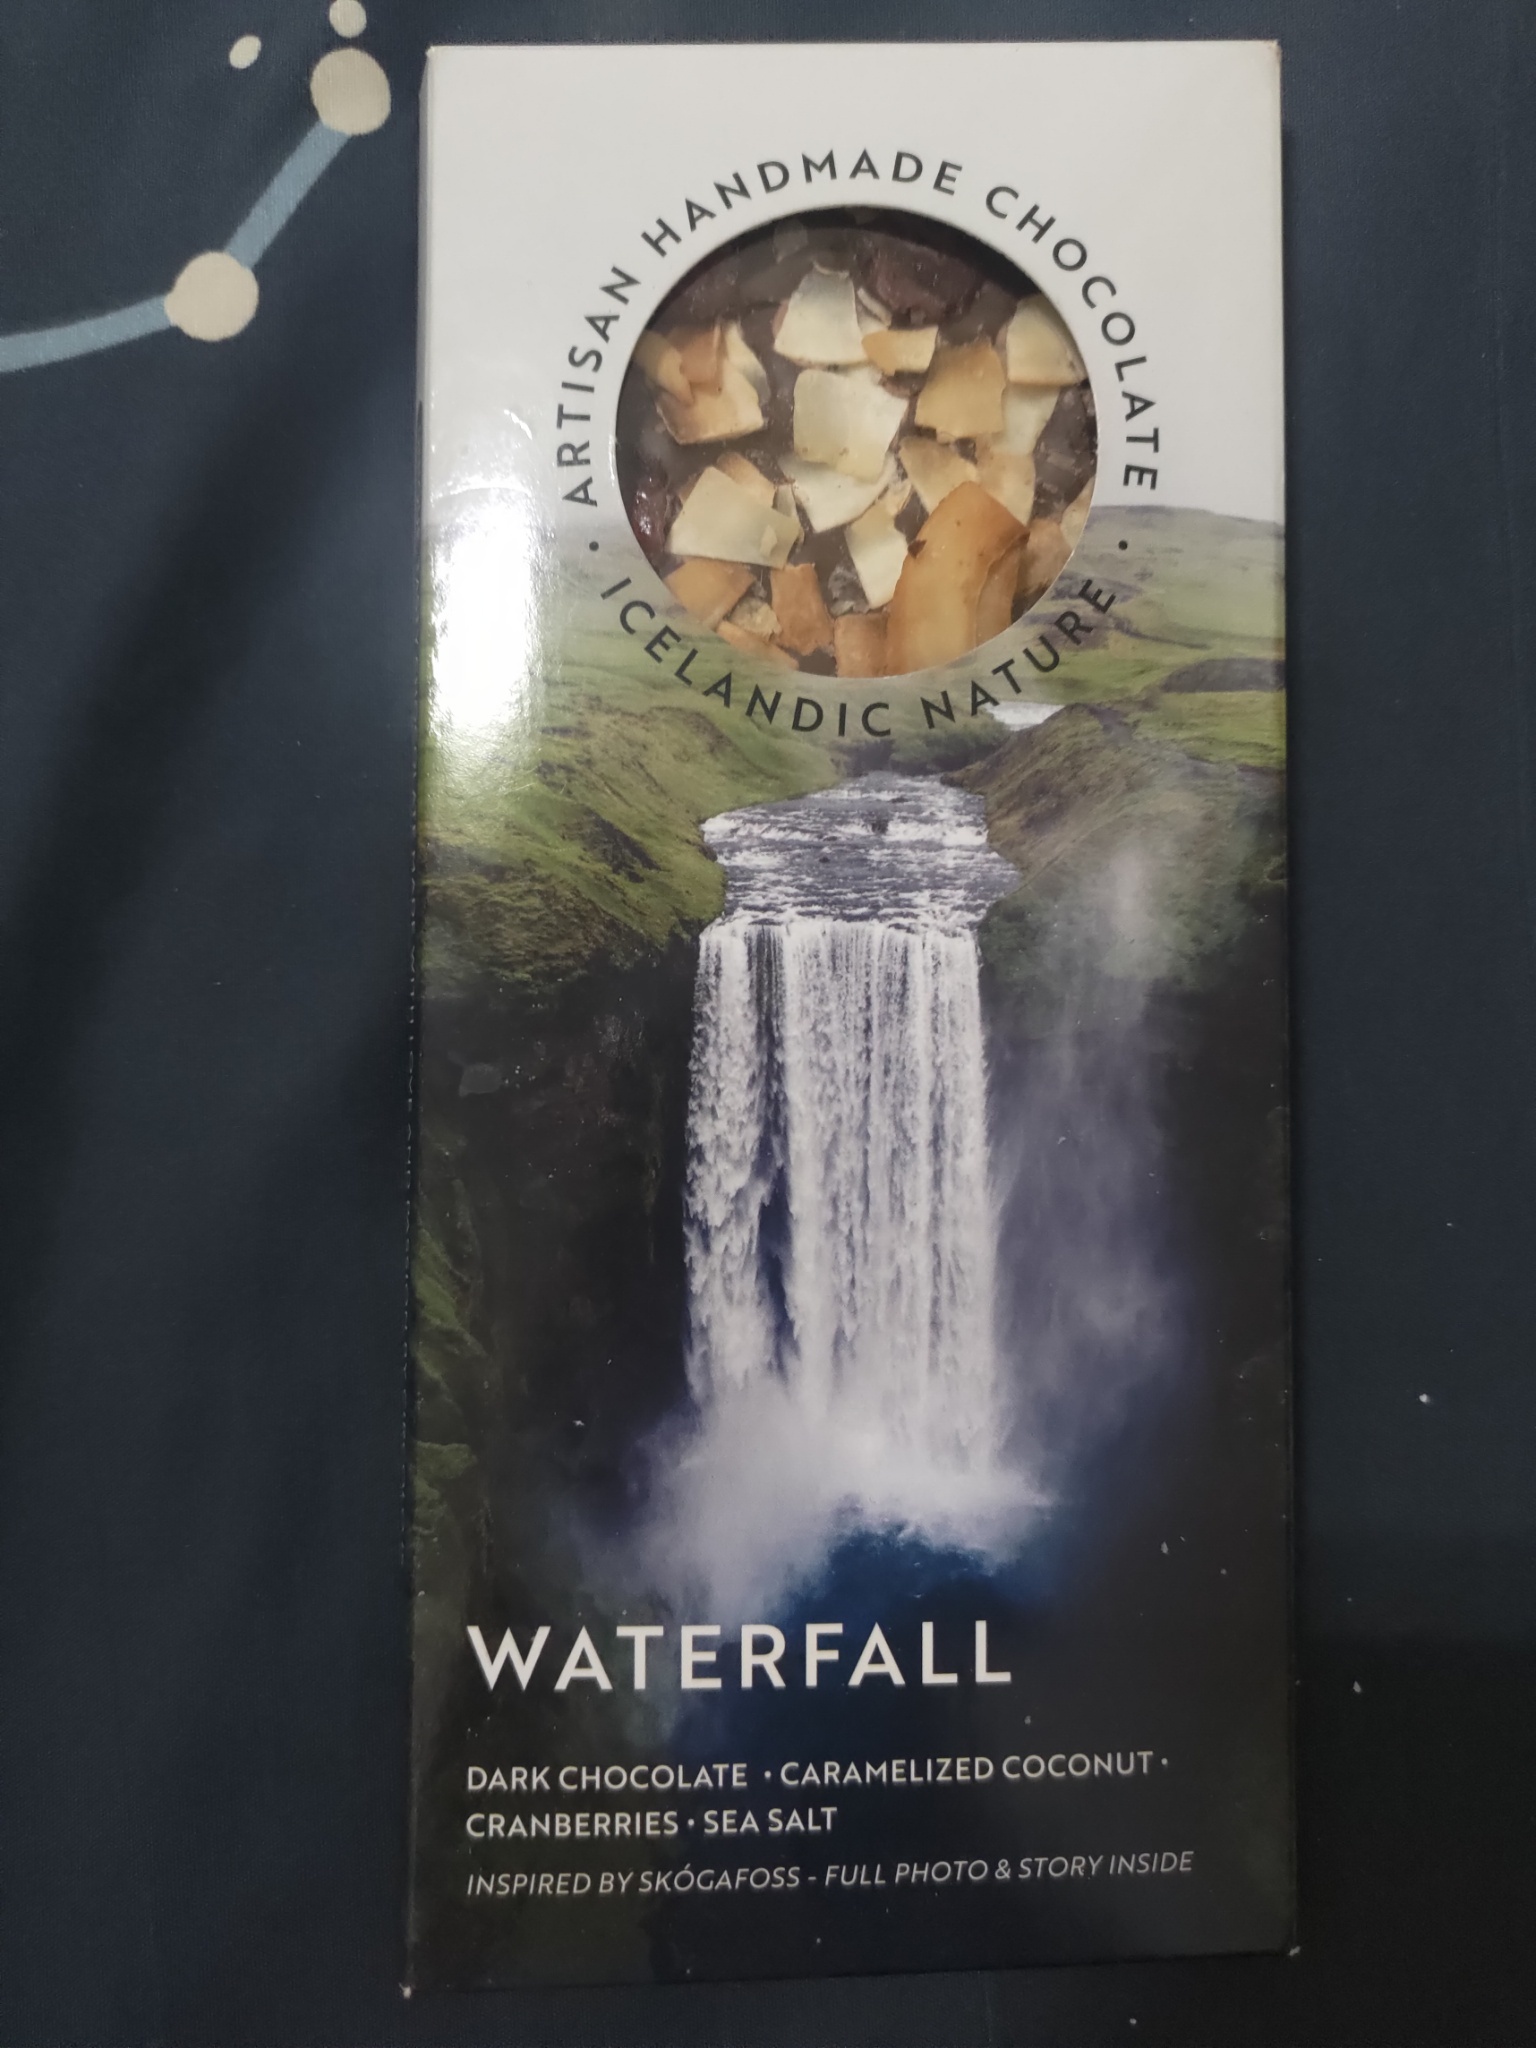 ARTISAN HANDMADE CHOCOLATE
• ICELANDIC NATURE •
WATERFALL
DARK CHOCOLATE • CARAMELIZED COCONUT •
CRANBERRIES • SEA SALT
INSPIRED BY SKÓGAFOSS - FULL PHOTO & STORY INSIDE